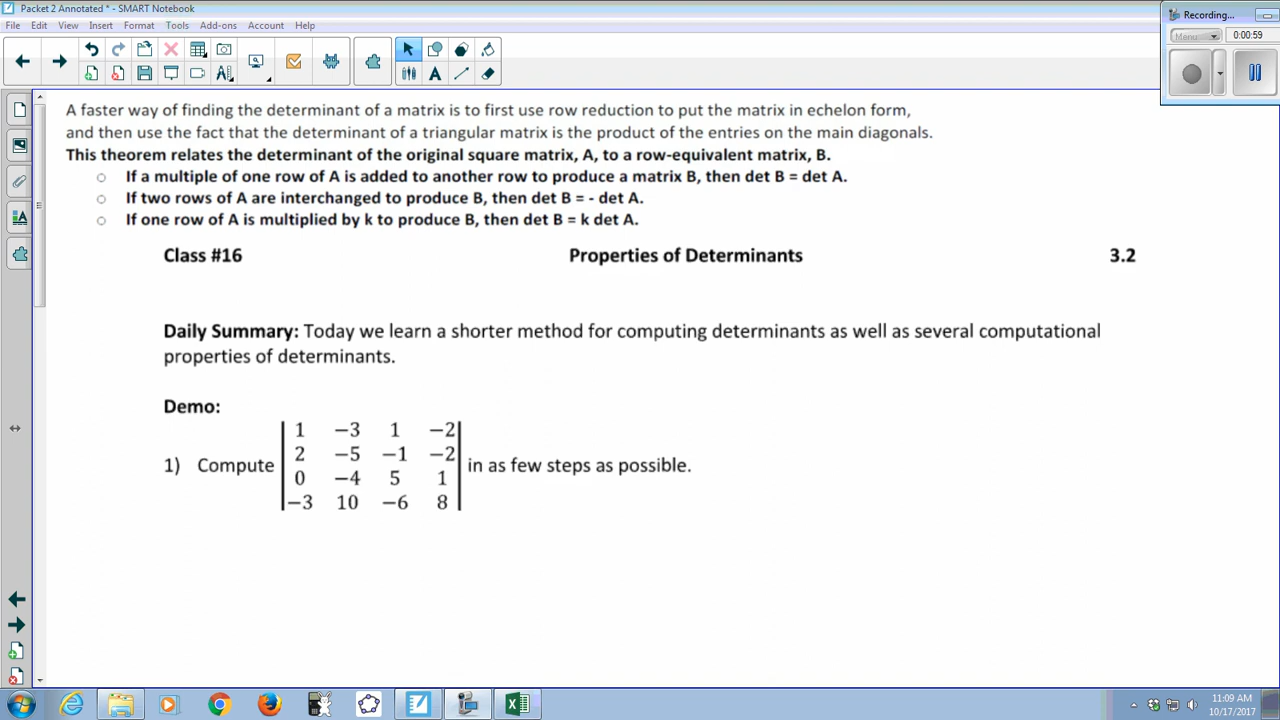 Packet 2 Annotated * - SMART Notebook
File Edit View Insert Format Tools Add-ons Account Help
Recording...
Menu 0:00:59
A faster way of finding the determinant of a matrix is to first use row reduction to put the matrix in echelon form,
and then use the fact that the determinant of a triangular matrix is the product of the entries on the main diagonals.
This theorem relates the determinant of the original square matrix, A, to a row-equivalent matrix, B.
○ If a multiple of one row of A is added to another row to produce a matrix B, then det B = det A.
○ If two rows of A are interchanged to produce B, then det B = - det A.
○ If one row of A is multiplied by k to produce B, then det B = k det A.
Class #16 Properties of Determinants 3.2
Daily Summary: Today we learn a shorter method for computing determinants as well as several computational
properties of determinants.
Demo:
1) Compute
1 −3 1 −2
2 −5 −1 −2
0 −4 5 1
−3 10 −6 8
in as few steps as possible.
11:09 AM
10/17/2017